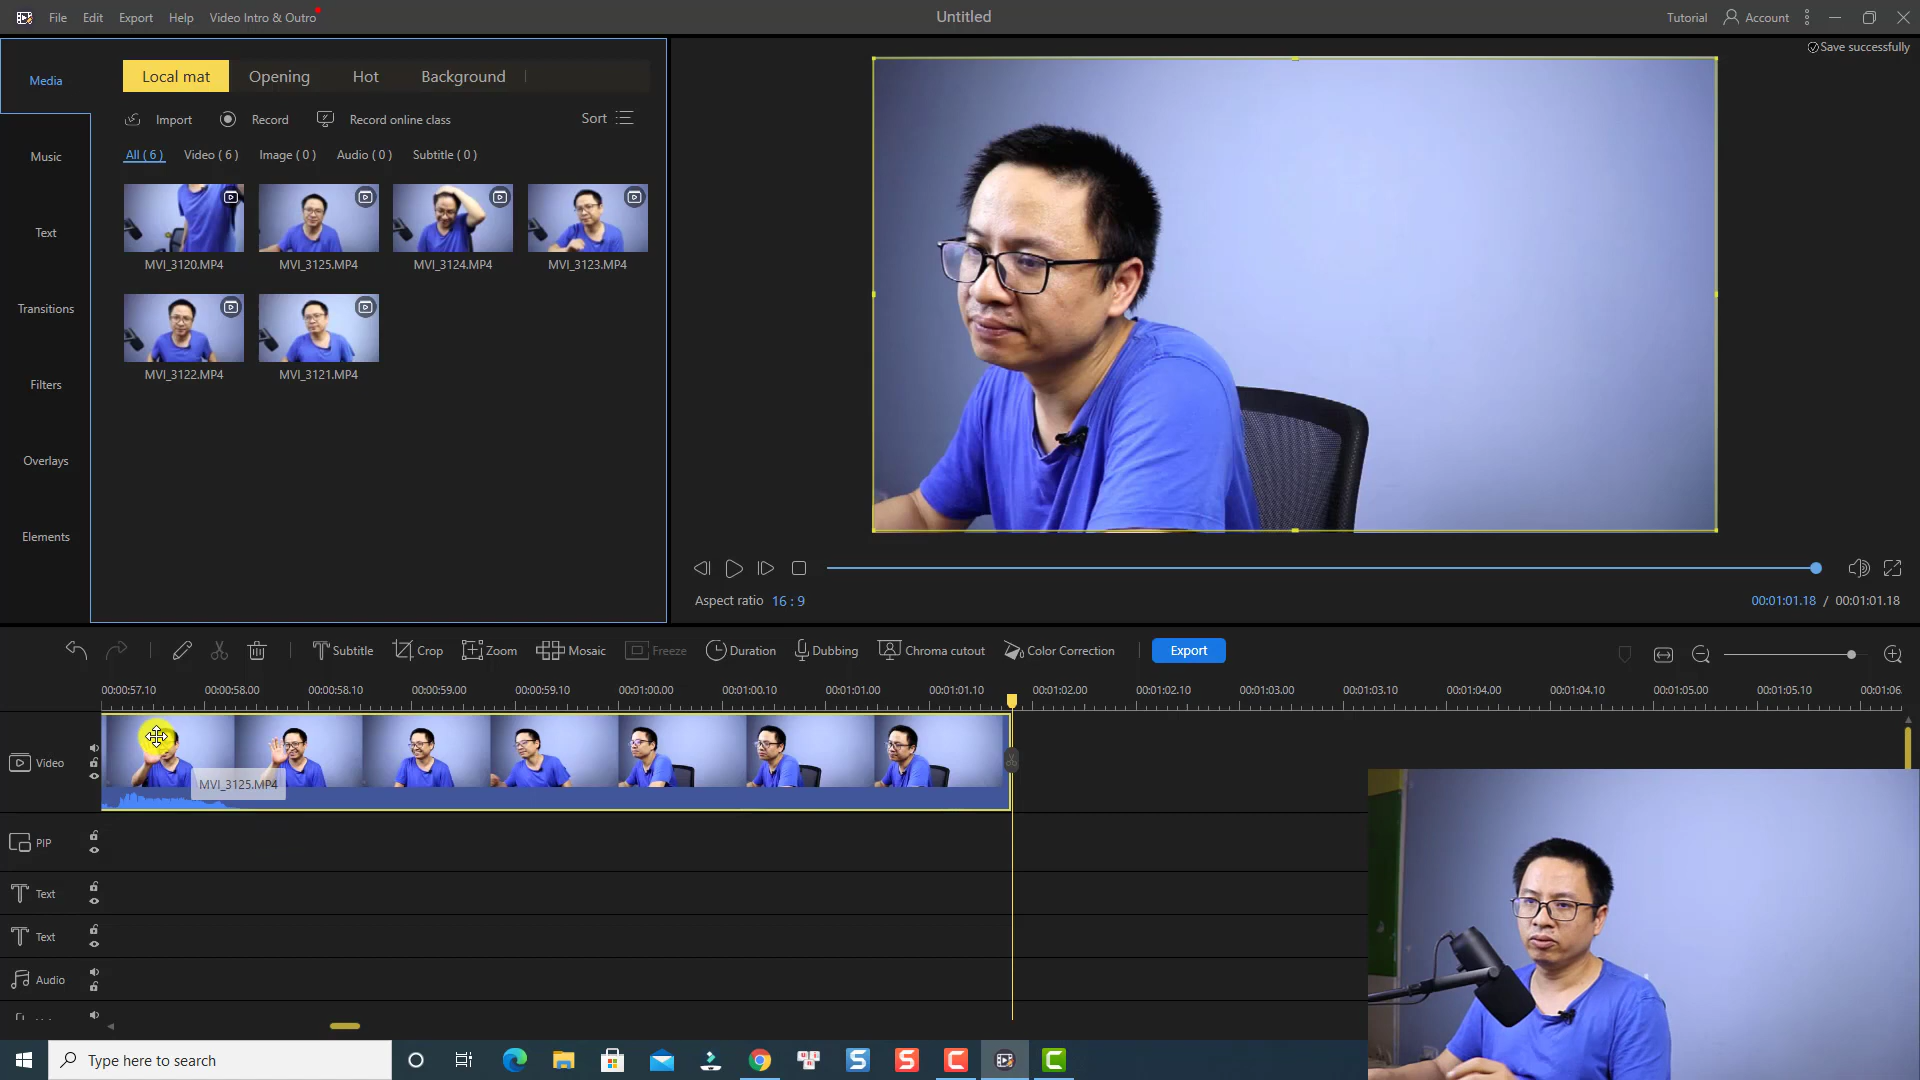 File Edit Export Help Video Intro & Outro
Untitled
Tutorial Account
Save successfully
Media
Music
Text
Transitions
Filters
Overlays
Elements
Local mat Opening Hot Background
Import Record Record online class Sort
All ( 6 ) Video ( 6 ) Image ( 0 ) Audio ( 0 ) Subtitle ( 0 )
MVI_3120.MP4 MVI_3125.MP4 MVI_3124.MP4 MVI_3123.MP4
MVI_3122.MP4 MVI_3121.MP4
Aspect ratio 16 : 9
00:01:01.18 / 00:01:01.18
Subtitle Crop Zoom Mosaic Freeze Duration Dubbing Chroma cutout Color Correction Export
00:00:57.10 00:00:58.00 00:00:58.10 00:00:59.00 00:00:59.10 00:01:00.00 00:01:00.10 00:01:01.00 00:01:01.10 00:01:02.00 00:01:02.10 00:01:03.00 00:01:03.10 00:01:04.00 00:01:04.10 00:01:05.00 00:01:05.10 00:01:06.
Video
MVI_3125.MP4
PIP
Text
Text
Audio
Type here to search